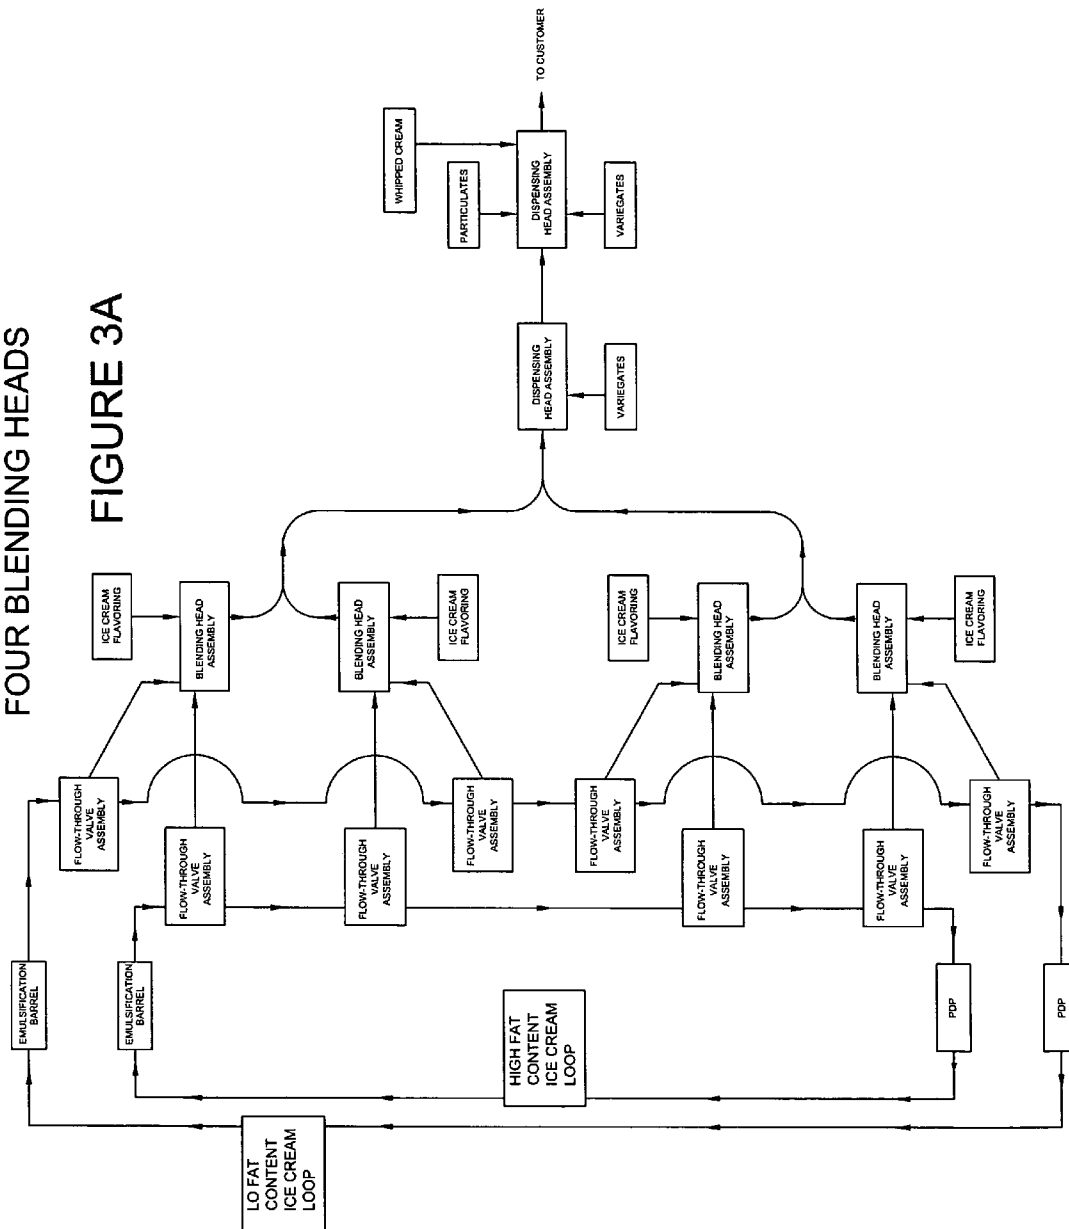 FOUR BLENDING HEADS
FIGURE 3A
TO CUSTOMER
WHIPPED CREAM
PARTICULATES
DISPENSING
HEAD ASSEMBLY
VARIEGATES
DISPENSING
HEAD ASSEMBLY
VARIEGATES
ICE CREAM
FLAVORING
BLENDING HEAD
ASSEMBLY
BLENDING HEAD
ASSEMBLY
ICE CREAM
FLAVORING
ICE CREAM
FLAVORING
BLENDING HEAD
ASSEMBLY
BLENDING HEAD
ASSEMBLY
ICE CREAM
FLAVORING
FLOW-THROUGH
VALVE
ASSEMBLY
FLOW-THROUGH
VALVE
ASSEMBLY
FLOW-THROUGH
VALVE
ASSEMBLY
FLOW-THROUGH
VALVE
ASSEMBLY
FLOW-THROUGH
VALVE
ASSEMBLY
FLOW-THROUGH
VALVE
ASSEMBLY
FLOW-THROUGH
VALVE
ASSEMBLY
FLOW-THROUGH
VALVE
ASSEMBLY
EMULSIFICATION
BARREL
EMULSIFICATION
BARREL
PDP
PDP
HIGH FAT
CONTENT
ICE CREAM
LOOP
LO FAT
CONTENT
ICE CREAM
LOOP